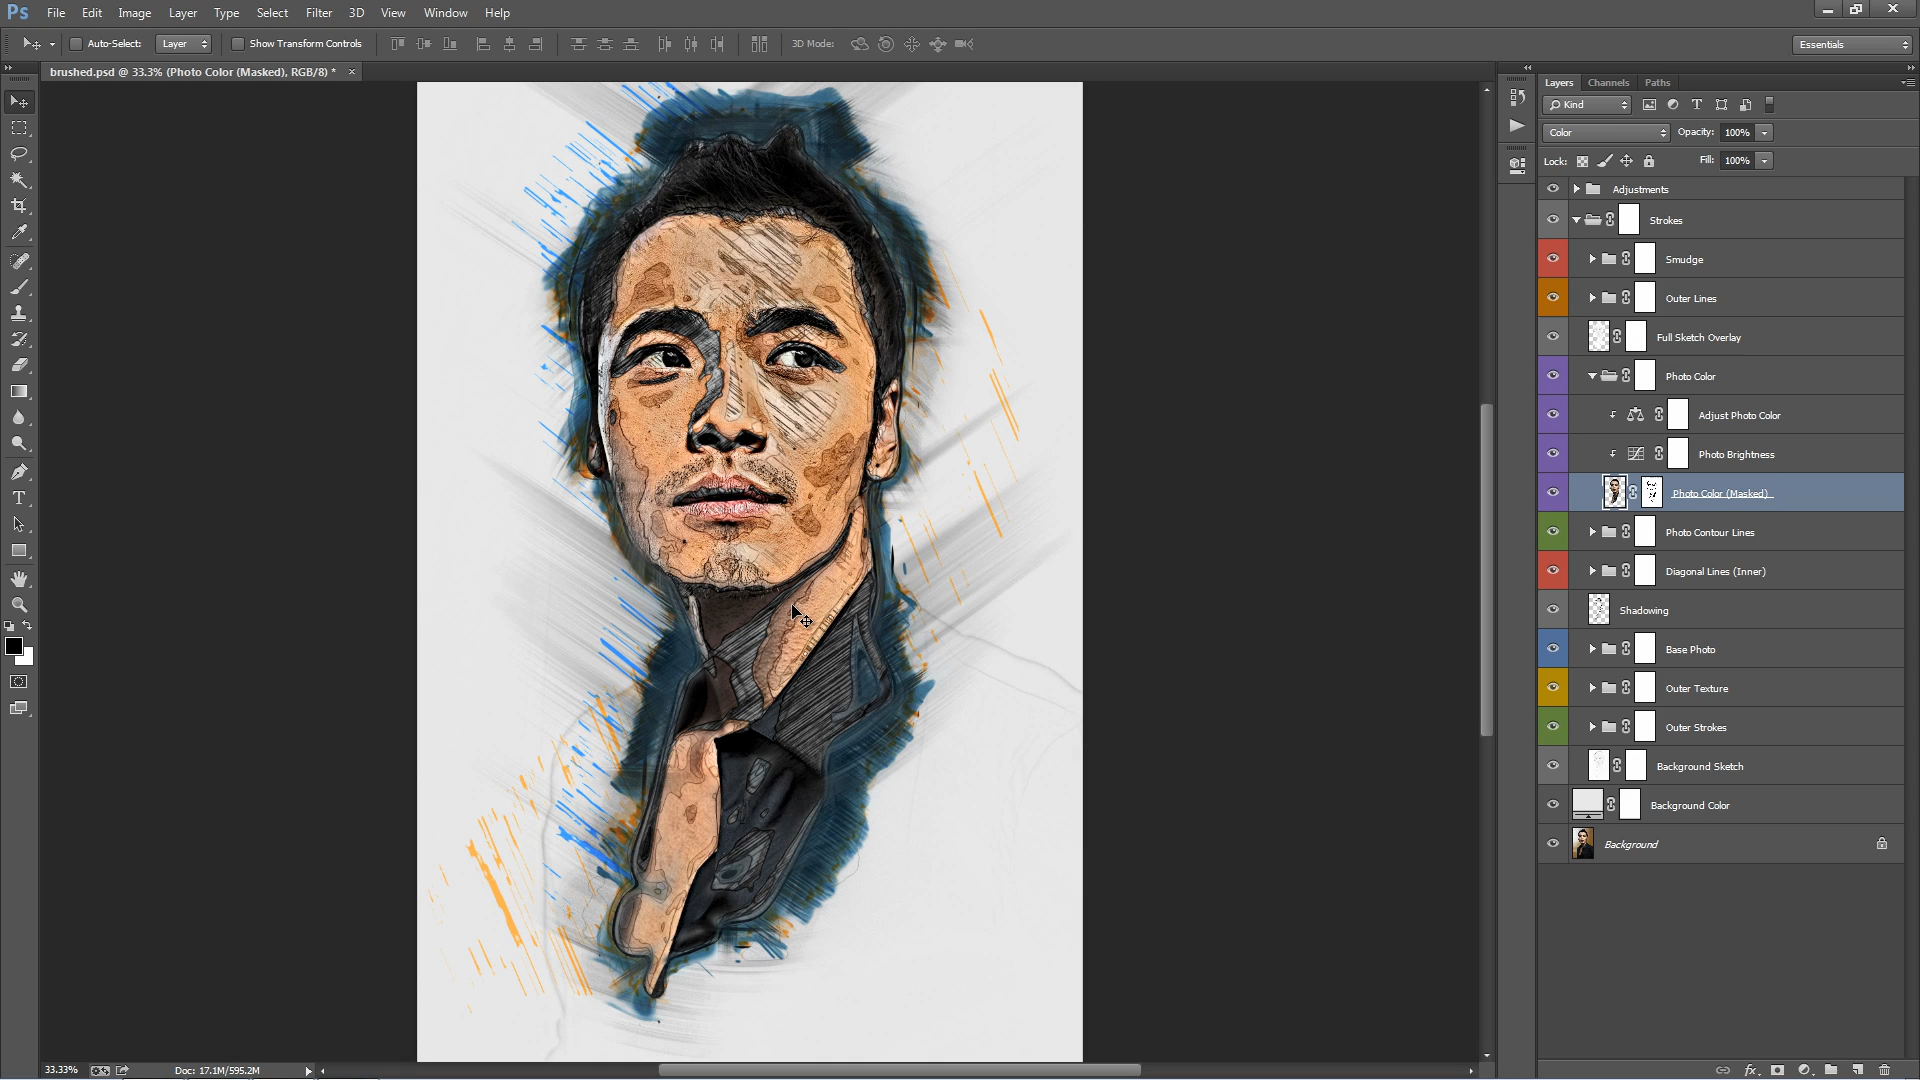 Ps File Edit Image Layer Type Select Filter 3D View Window Help
Auto-Select: Layer Show Transform Controls 3D Mode: Essentials
brushed.psd @ 33.3% (Photo Color (Masked), RGB/8) * ×
Layers Channels Paths
Kind T
Color Opacity: 100%
Lock: Fill: 100%
Adjustments
Strokes
Smudge
Outer Lines
Full Sketch Overlay
Photo Color
Adjust Photo Color
Photo Brightness
Photo Color (Masked)
Photo Contour Lines
Diagonal Lines (Inner)
Shadowing
Base Photo
Outer Texture
Outer Strokes
Background Sketch
Background Color
Background
T
33.33% Doc: 17.1M/595.2M
fx